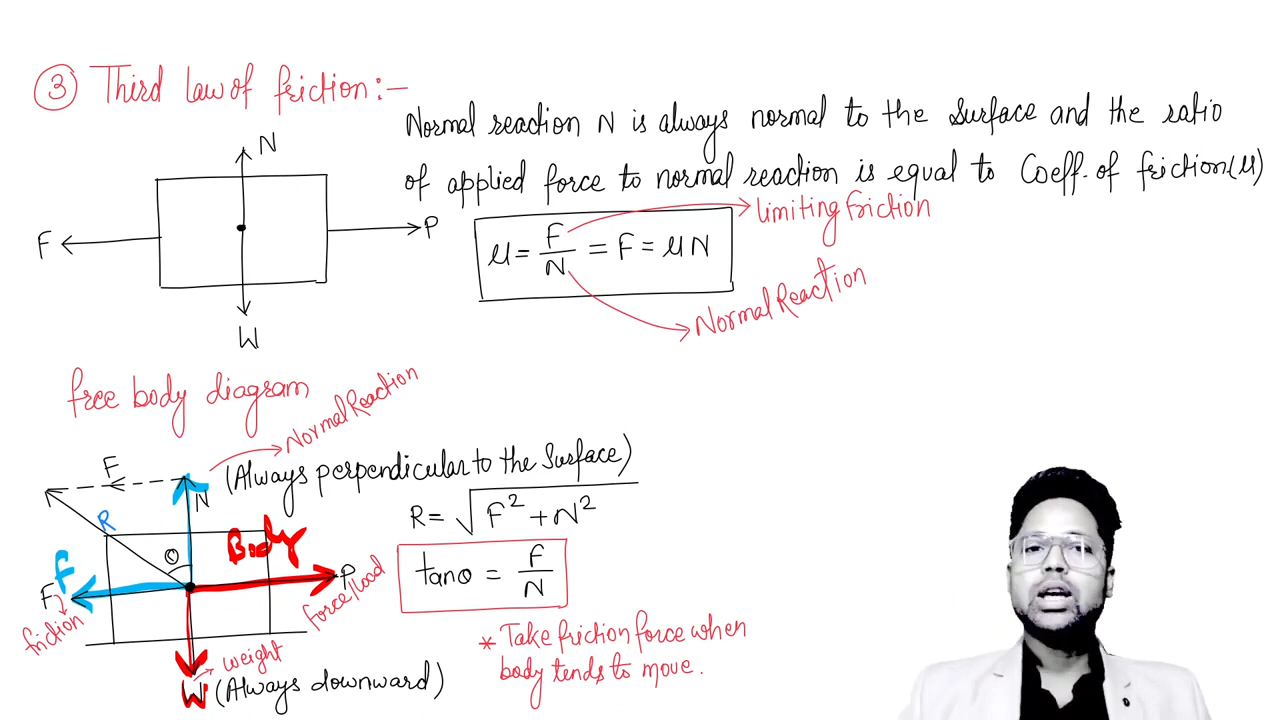 ③ Third law of friction:-
Normal reaction N is always normal to the Surface and the ratio
of applied force to normal reaction is equal to Coeff. of friction(μ)
N
F
P
W
μ = F/N = F = μN
Limiting friction
Normal Reaction
free body diagram
Normal Reaction
F
N
(Always perpendicular to the Surface)
R
R = √F² + N²
θ
Body
f
F
P
tanθ = F/N
friction
force/load
* Take friction force when
body tends to move.
weight
W (Always downward)